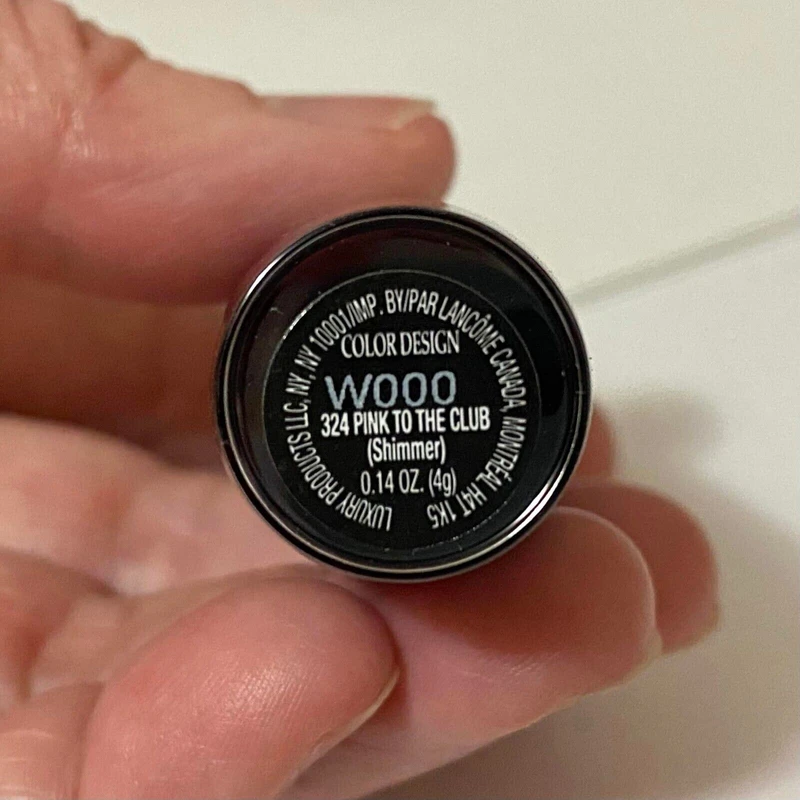 LUXURY PRODUCTS LLC, NY, NY 10001/IMP. BY/PAR LANCÔME CANADA, MONTRÉAL H4T 1K5
COLOR DESIGN
W000
324 PINK TO THE CLUB
(Shimmer)
0.14 OZ. (4g)